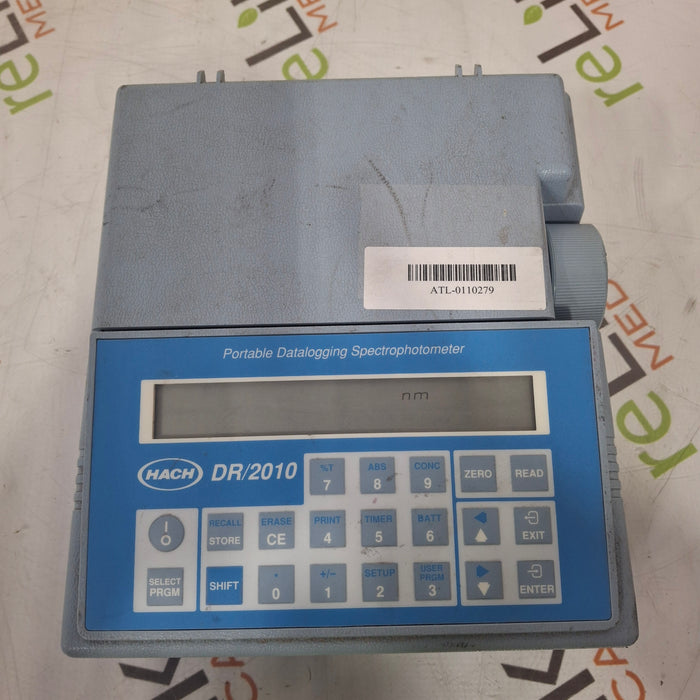 reLink
MEDICAL
ATL-0110279
Portable Datalogging Spectrophotometer
nm
HACH DR/2010
%T ABS CONC
7 8 9 ZERO READ
I
O
RECALL ERASE PRINT TIMER BATT
STORE CE 4 5 6 EXIT
SELECT
PRGM
SHIFT . +/− SETUP USER
PRGM
0 1 2 3 ENTER